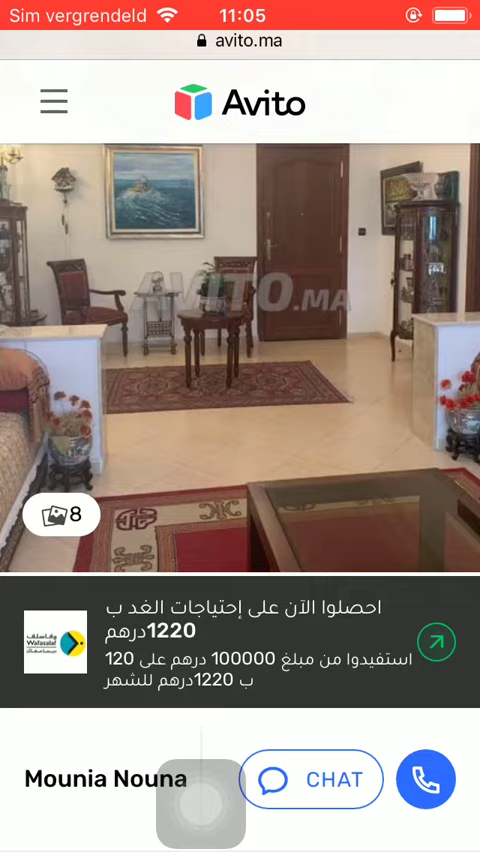 Sim vergrendeld
11:05
avito.ma
Avito
AVITO.MA
8
احصلوا الآن على إحتياجات الغد ب
1220درهم
استفيدوا من مبلغ 100000 درهم على 120
ب 1220درهم للشهر
وفاسلف
Wafasalaf
Mounia Nouna
CHAT